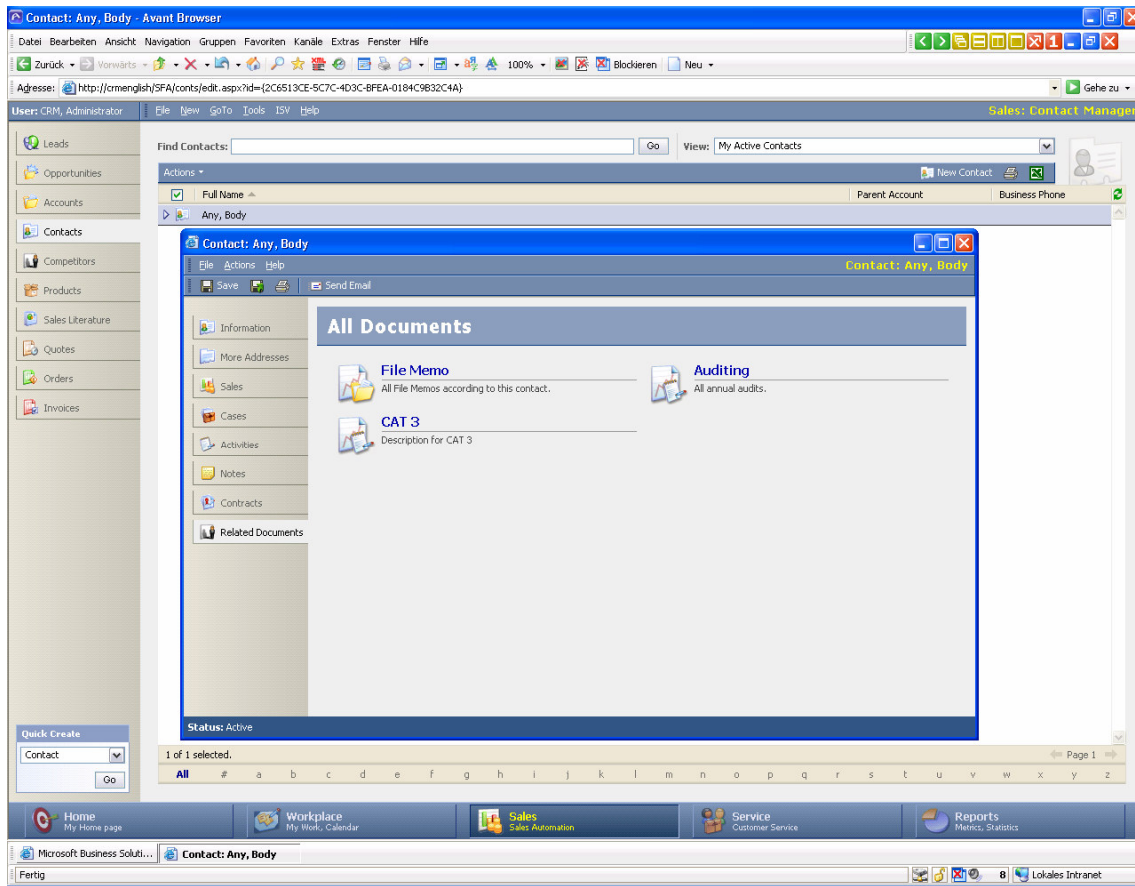 Contact: Any, Body - Avant Browser
Datei Bearbeiten Ansicht Navigation Gruppen Favoriten Kanäle Extras Fenster Hilfe
Zurück Vorwärts 100% Blockieren Neu
Adresse: http://crmenglish/SFA/conts/edit.aspx?id={2C6513CE-5C7C-4D3C-BFEA-0184C9B32C4A} Gehe zu
User: CRM, Administrator File New GoTo Tools ISV Help Sales: Contact Manager
Leads
Opportunities
Accounts
Contacts
Competitors
Products
Sales Literature
Quotes
Orders
Invoices
Find Contacts: Go View: My Active Contacts
Actions New Contact
Full Name Parent Account Business Phone
Any, Body
Contact: Any, Body
File Actions Help Contact: Any, Body
Save Send Email
Information
More Addresses
Sales
Cases
Activities
Notes
Contracts
Related Documents
All Documents
File Memo
All File Memos according to this contact.
Auditing
All annual audits.
CAT 3
Description for CAT 3
Status: Active
Quick Create
Contact
Go
1 of 1 selected. Page 1
All # a b c d e f g h i j k l m n o p q r s t u v w x y z
Home
My Home page
Workplace
My Work, Calendar
Sales
Sales Automation
Service
Customer Service
Reports
Metrics, Statistics
Microsoft Business Soluti... Contact: Any, Body
Fertig 8 Lokales Intranet